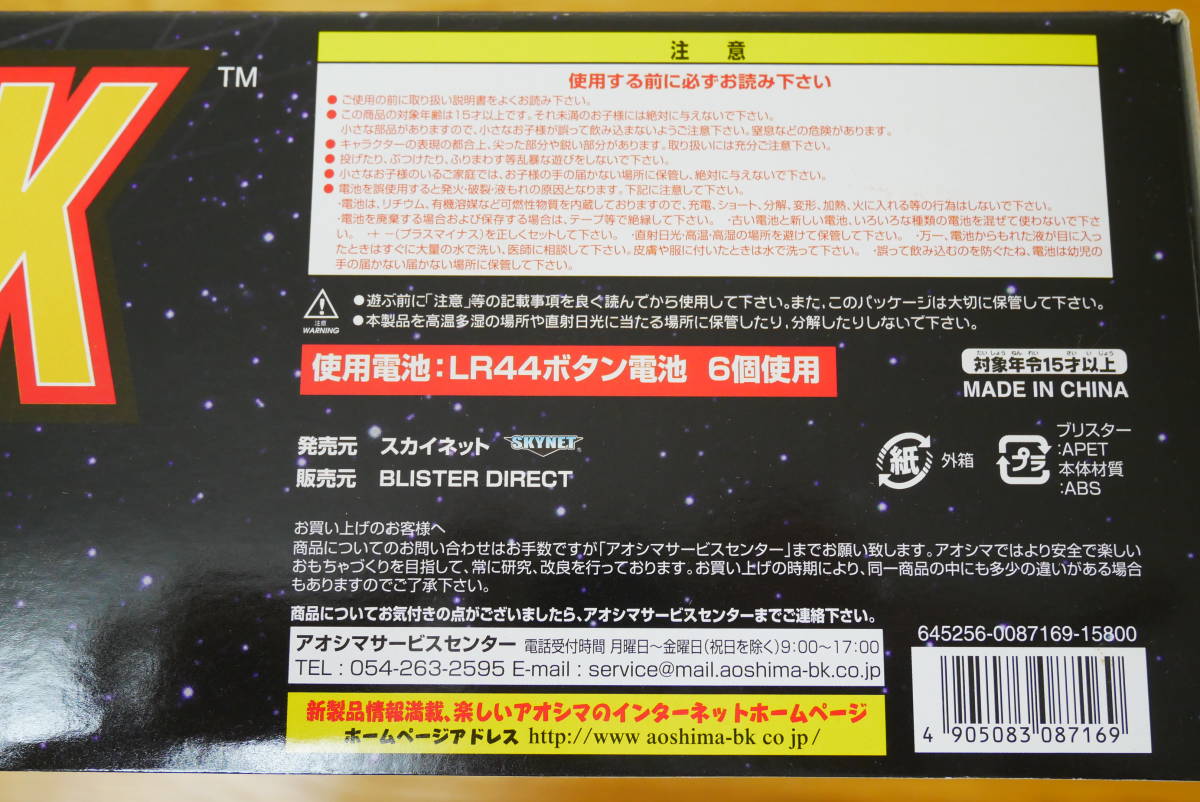 K
TM
注意
使用する前に必ずお読み下さい
●ご使用の前に取り扱い説明書をよくお読み下さい。
●この商品の対象年齢は15才以上です。それ未満のお子様には絶対に与えないで下さい。
小さな部品がありますので、小さなお子様が誤って飲み込まないようご注意下さい。窒息などの危険があります。
●キャラクターの表現の都合上、尖った部分や鋭い部分があります。取り扱いには充分ご注意下さい。
●投げたり、ぶつけたり、ふりまわす等乱暴な遊びをしないで下さい。
●小さなお子様のいるご家庭では、お子様の手の届かない場所に保管し、絶対に与えないで下さい。
●電池を誤使用すると発火・破裂・液もれの原因となります。下記に注意して下さい。
・電池は、リチウム、有機溶媒など可燃性物質を内蔵しておりますので、充電、ショート、分解、変形、加熱、火に入れる等の行為はしないで下さい。
・電池を廃棄する場合および保存する場合は、テープ等で絶縁して下さい。 ・古い電池と新しい電池、いろいろな種類の電池を混ぜて使わないで下さ
い。 ・+−(プラスマイナス)を正しくセットして下さい。 ・直射日光・高温・高湿の場所を避けて保管して下さい。 ・万一、電池からもれた液が目に入っ
たときはすぐに大量の水で洗い、医師に相談して下さい。皮膚や服に付いたときは水で洗って下さい。 ・誤って飲み込むのを防ぐたね、電池は幼児の
手の届かない届かない場所に保管して下さい。
注意
WARNING
●遊ぶ前に「注意」等の記載事項を良く読んでから使用して下さい。また,このパッケージは大切に保管して下さい。
●本製品を高温多湿の場所や直射日光に当たる場所に保管したり,分解したりしないで下さい。
使用電池:LR44ボタン電池 6個使用
たいしょう ねん れい さい い じょう
対象年令15才以上
MADE IN CHINA
発売元 スカイネット SKYNET
販売元 BLISTER DIRECT
紙 外箱
プラ
ブリスター
:APET
本体材質
:ABS
お買い上げのお客様へ
商品についてのお問い合わせはお手数ですが「アオシマサービスセンター」までお願い致します。アオシマではより安全で楽しい
おもちゃづくりを目指して、常に研究、改良を行っております。お買い上げの時期により、同一商品の中にも多少の違いがある場合
もありますのでご了承下さい。
商品についてお気付きの点がございましたら、アオシマサービスセンターまでご連絡下さい。
アオシマサービスセンター 電話受付時間 月曜日〜金曜日(祝日を除く)9:00〜17:00
TEL : 054-263-2595 E-mail : service@mail.aoshima-bk.co.jp
新製品情報満載、楽しいアオシマのインターネットホームページ
ホームページアドレス http://www aoshima-bk co jp/
645256-0087169-15800
4 905083 087169